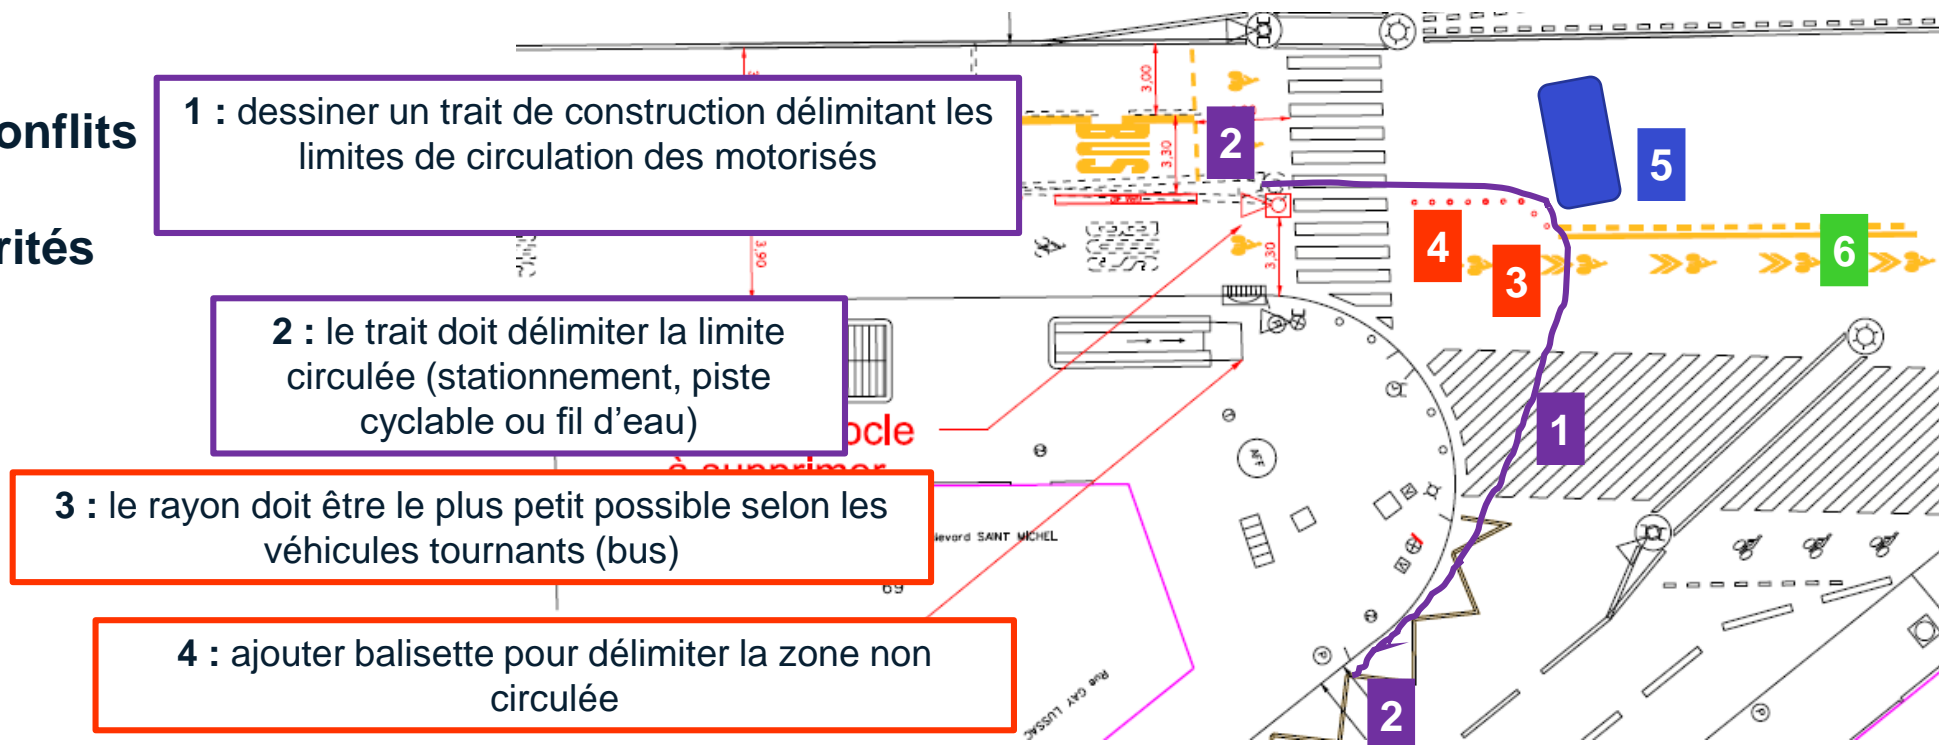 onflits
rités
1 : dessiner un trait de construction délimitant les
limites de circulation des motorisés
2 : le trait doit délimiter la limite
circulée (stationnement, piste
cyclable ou fil d’eau)
3 : le rayon doit être le plus petit possible selon les
véhicules tournants (bus)
4 : ajouter balisette pour délimiter la zone non
circulée
3,00
BUS
3,30
2
5
4
3
6
3,90
3,30
1
ocle
à supprimer
levard SAINT MICHEL
69
AFF
Rue GAY LUSSAC
P
P
2